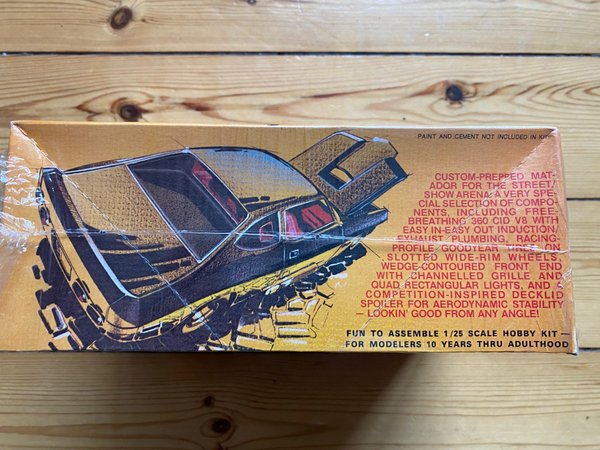 PAINT AND CEMENT NOT INCLUDED IN KIT
CUSTOM-PREPPED MAT-
ADOR FOR THE STREET/
SHOW ARENA: A VERY SPE-
CIAL SELECTION OF COMPO-
NENTS, INCLUDING FREE-
BREATHING 360 CID V8 WITH
EASY IN-EASY OUT INDUCTION/
EXHAUST PLUMBING, RACING-
PROFILE GOODYEAR ON
SLOTTED WIDE-RIM WHEELS,
WEDGE-CONTOURED FRONT END
WITH CHANNELLED GRILLE AND
QUAD RECTANGULAR LIGHTS, AND
COMPETITION-INSPIRED DECKLID
SPOILER FOR AERODYNAMIC STABILITY
— LOOKIN' GOOD FROM ANY ANGLE!
FUN TO ASSEMBLE 1/25 SCALE HOBBY KIT —
FOR MODELERS 10 YEARS THRU ADULTHOOD